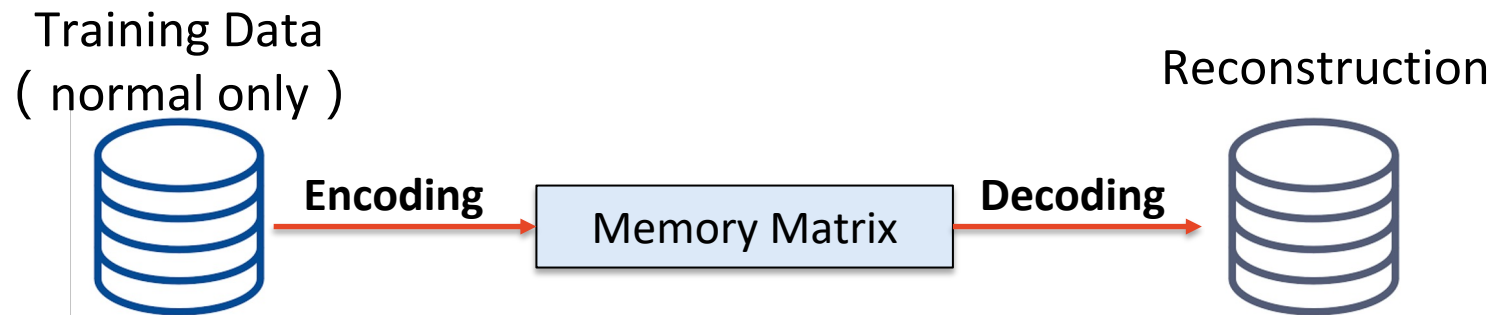 Training Data
( normal only )
Reconstruction
Encoding
Memory Matrix
Decoding